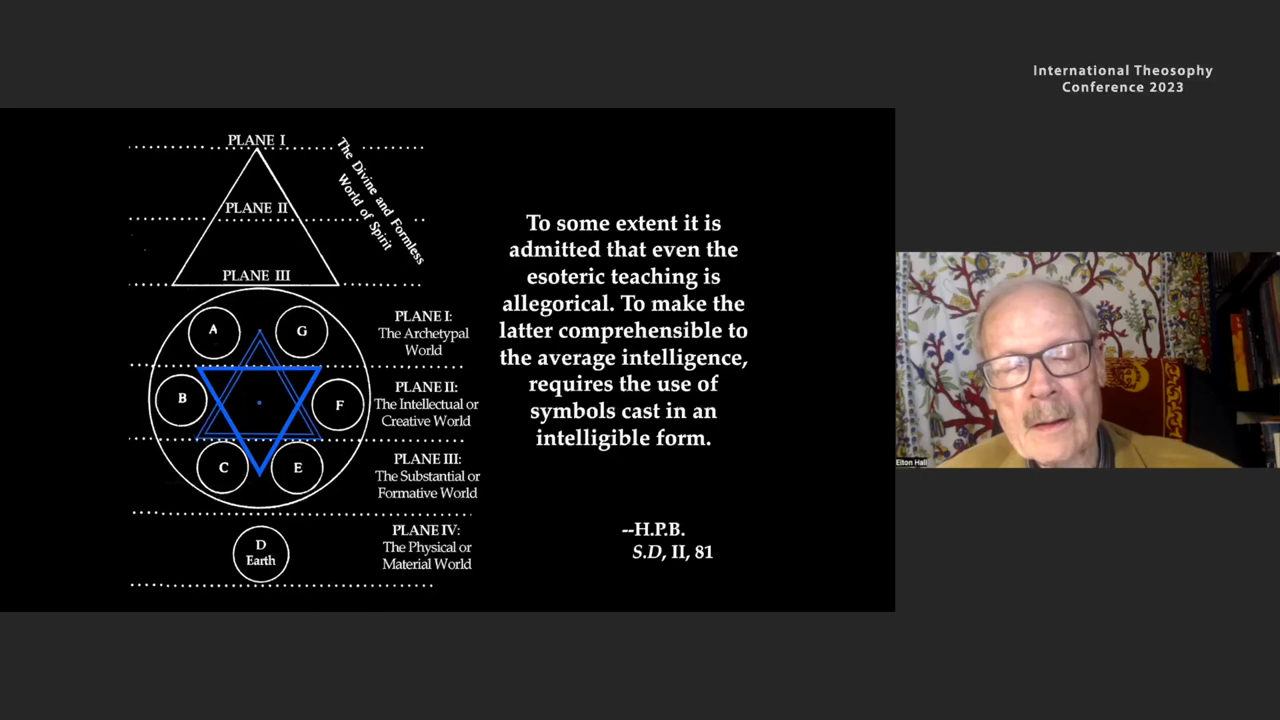 International Theosophy
Conference 2023
PLANE I
PLANE II
PLANE III
The Divine and Formless
World of Spirit
A
G
B
F
C
E
D
Earth
PLANE I:
The Archetypal
World
PLANE II:
The Intellectual or
Creative World
PLANE III:
The Substantial or
Formative World
PLANE IV:
The Physical or
Material World
To some extent it is
admitted that even the
esoteric teaching is
allegorical. To make the
latter comprehensible to
the average intelligence,
requires the use of
symbols cast in an
intelligible form.
--H.P.B.
S.D, II, 81
Elton Hall